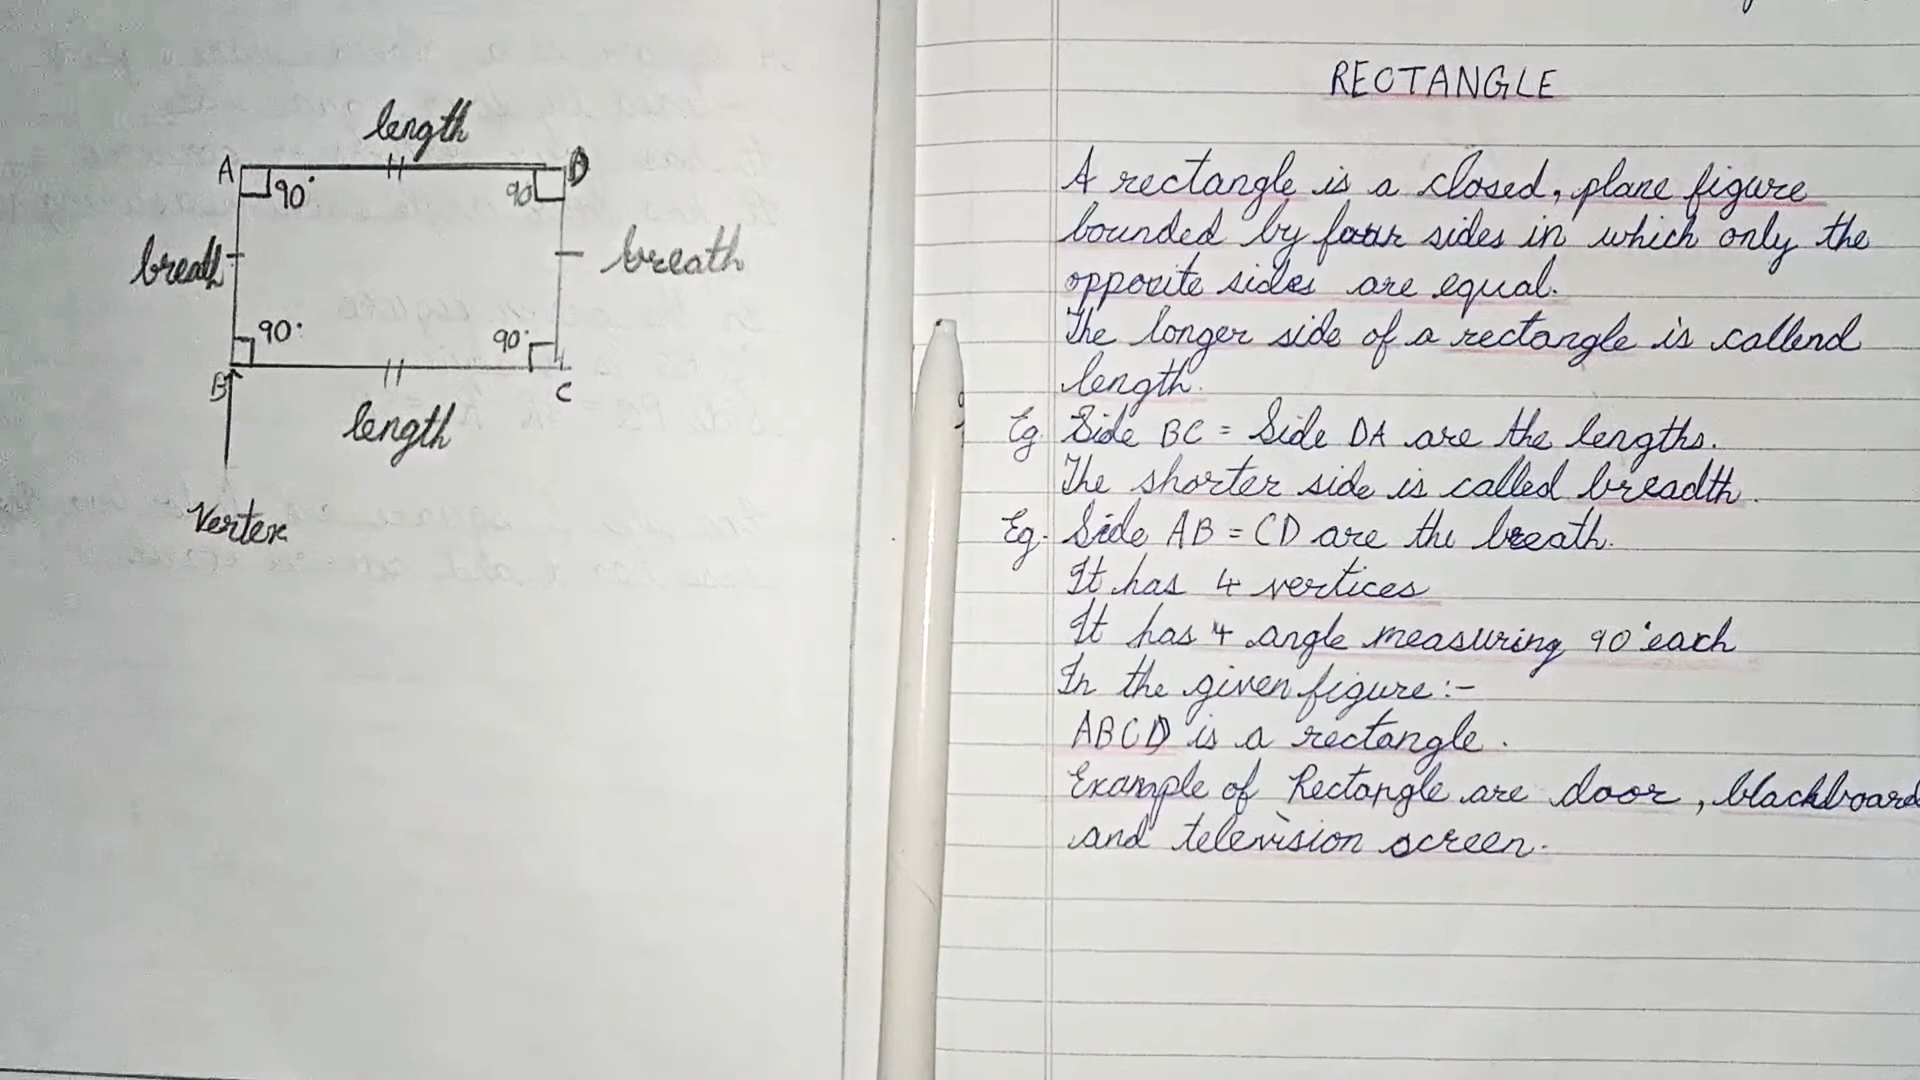 length
A D
90° 90
breath breath
90° 90°
B C
length
Vertex
RECTANGLE
A rectangle is a closed, plane figure
bounded by four sides in which only the
opposite sides are equal.
The longer side of a rectangle is callend
length.
Eg. Side BC = Side DA are the lengths.
The shorter side is called breadth.
Eg. Side AB = CD are the breath.
It has 4 vertices
It has 4 angle measuring 90° each
In the given figure :-
ABCD is a rectangle.
Example of Rectangle are door, blackboard
and television screen.